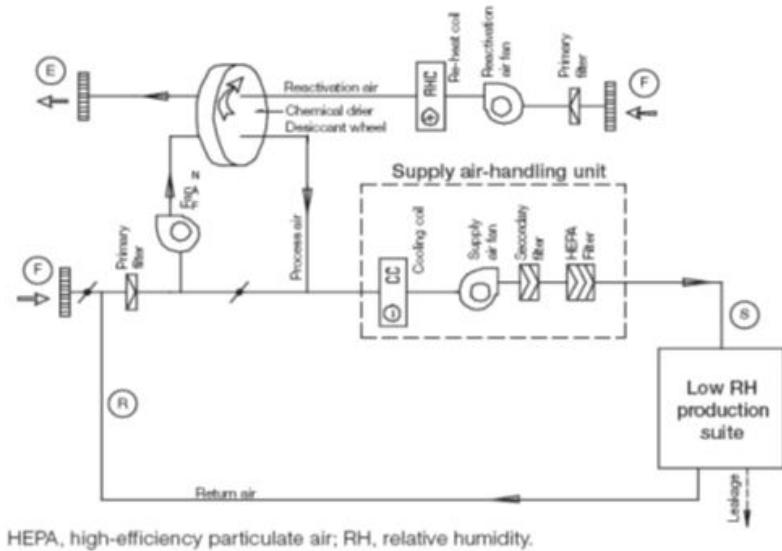 E
Reactivation air
Chemical drier
Desiccant wheel
RHC
Re-heat coil
Reactivation
air fan
Primary
filter
F
Supply air-handling unit
Fan
F
Primary
filter
Process air
CC
Cooling coil
Supply
air fan
Secondary
filter
HEPA
Filter
S
R
Low RH
production
suite
Return air
Leakage
HEPA, high-efficiency particulate air; RH, relative humidity.